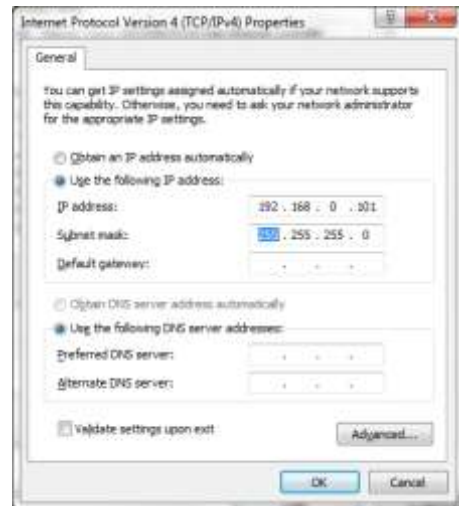 Internet Protocol Version 4 (TCP/IPv4) Properties
General
You can get IP settings assigned automatically if your network supports
this capability. Otherwise, you need to ask your network administrator
for the appropriate IP settings.
Obtain an IP address automatically
Use the following IP address:
IP address: 192 . 168 . 0 . 101
Subnet mask: 255 . 255 . 255 . 0
Default gateway: . . .
Obtain DNS server address automatically
Use the following DNS server addresses:
Preferred DNS server: . . .
Alternate DNS server: . . .
Validate settings upon exit
Advanced...
OK Cancel